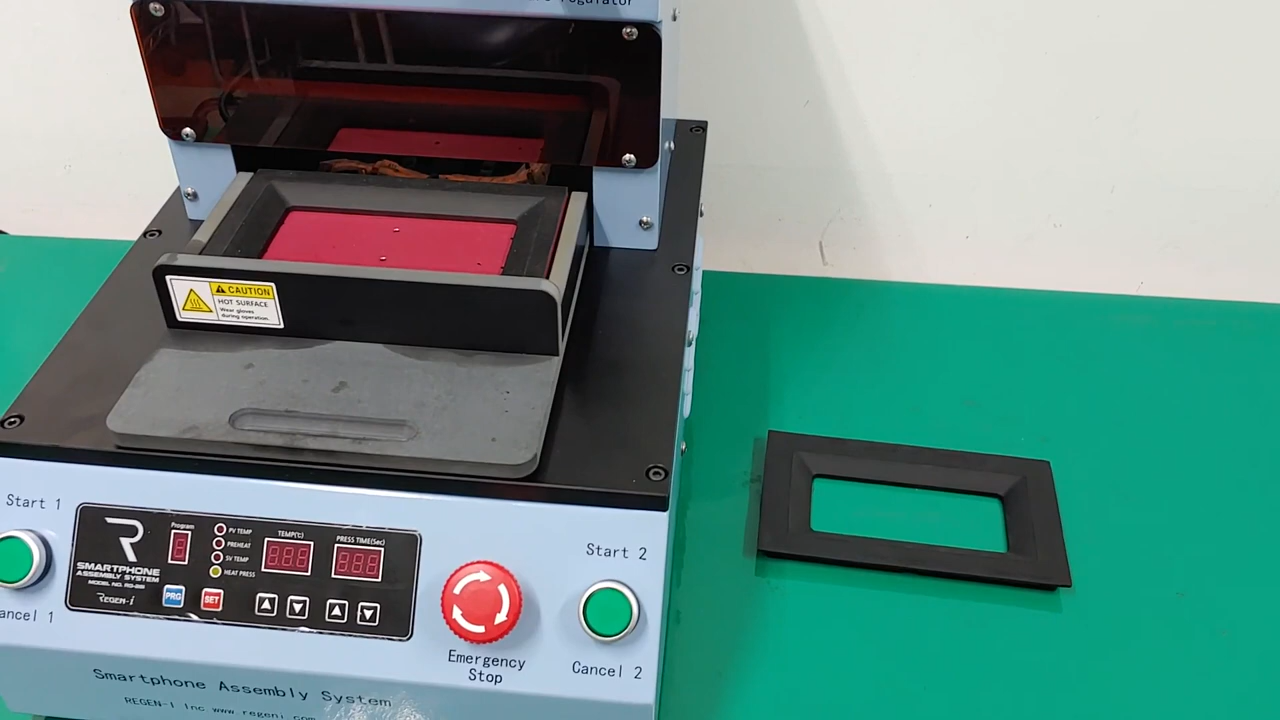 regulator
CAUTION
HOT SURFACE
Wear gloves
during operation.
Start 1
Program
PV TEMP
PREHEAT
SV TEMP
HEAT PRESS
TEMP(℃)
PRESS TIME(Sec)
R
SMARTPHONE
ASSEMBLY SYSTEM
REGEN-i
PRG
SET
ancel 1
Emergency
Stop
Start 2
Cancel 2
Smartphone Assembly System
REGEN-i Inc www.regeni.com